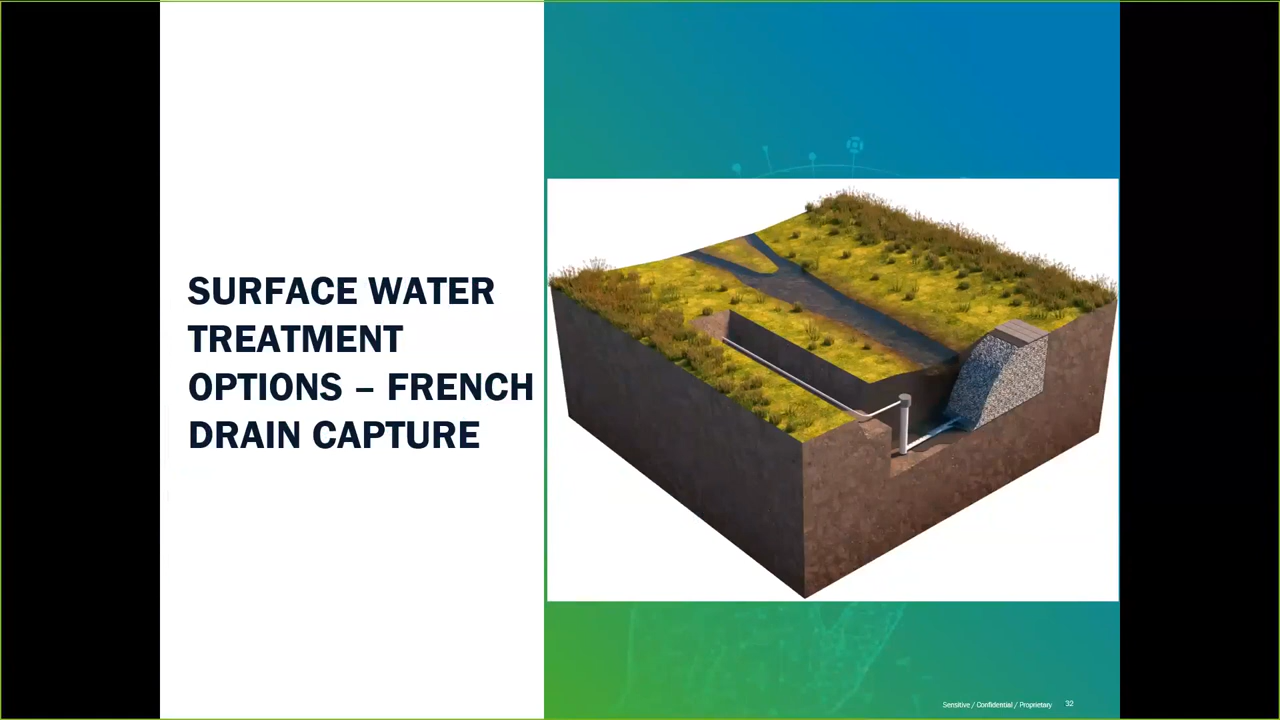 SURFACE WATER
TREATMENT
OPTIONS – FRENCH
DRAIN CAPTURE
Sensitive / Confidential / Proprietary 32